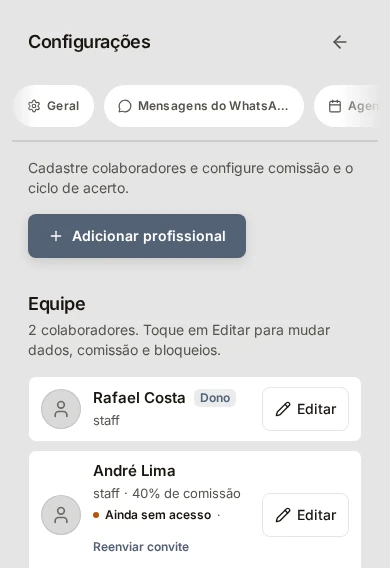 Configurações
Geral
Mensagens do WhatsA...
Agen
Cadastre colaboradores e configure comissão e o
ciclo de acerto.
Adicionar profissional
Equipe
2 colaboradores. Toque em Editar para mudar
dados, comissão e bloqueios.
Rafael Costa Dono
staff
Editar
André Lima
staff · 40% de comissão
Ainda sem acesso ·
Editar
Reenviar convite